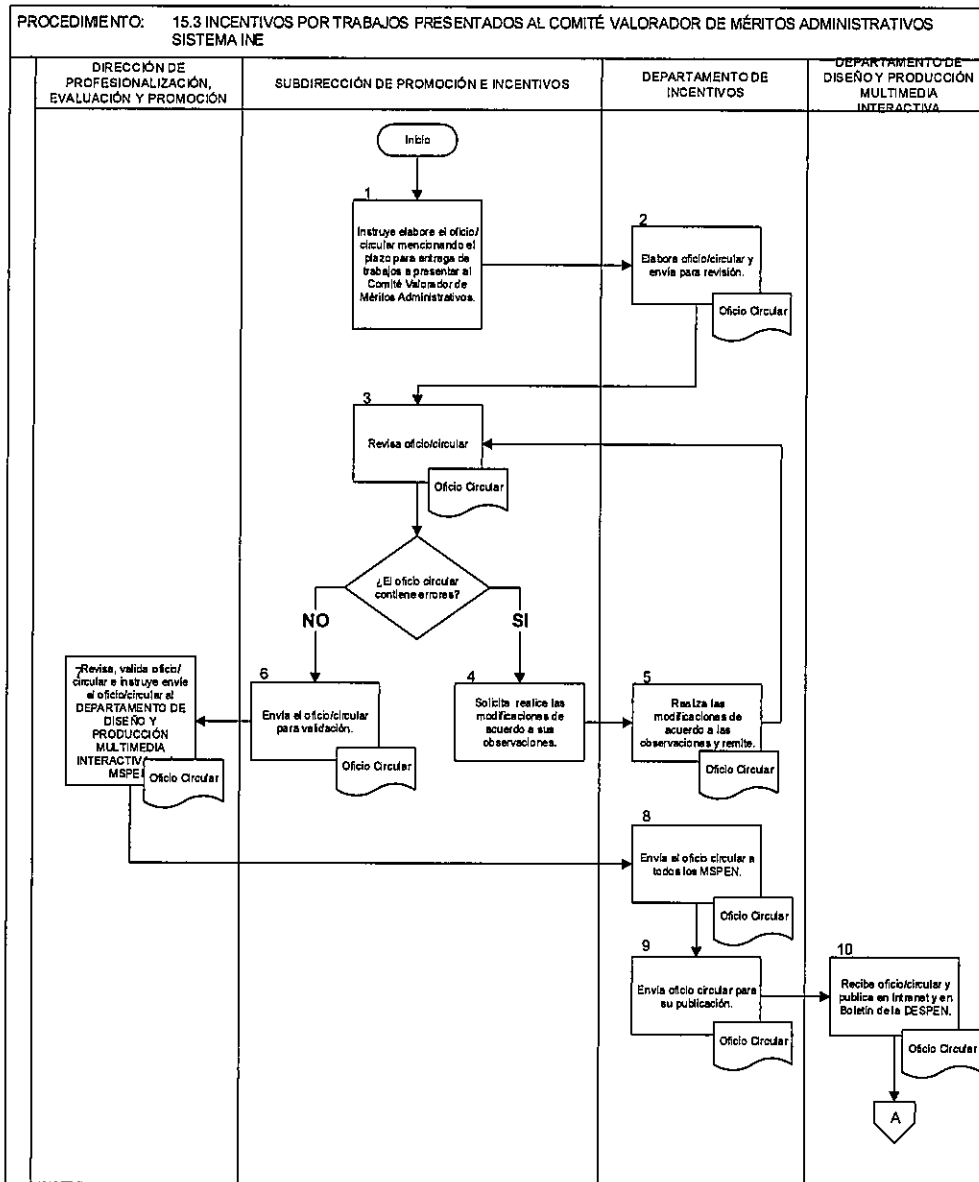 PROCEDIMIENTO: 15.3 INCENTIVOS POR TRABAJOS PRESENTADOS AL COMITÉ VALORADOR DE MÉRITOS ADMINISTRATIVOS
SISTEMA INE
DIRECCIÓN DE
PROFESIONALIZACIÓN,
EVALUACIÓN Y PROMOCIÓN
SUBDIRECCIÓN DE PROMOCIÓN E INCENTIVOS
DEPARTAMENTO DE
INCENTIVOS
DEPARTAMENTO DE
DISEÑO Y PRODUCCIÓN
MULTIMEDIA
INTERACTIVA
Inicio
1
Instruye elabore el oficio/
circular mencionando el
plazo para entrega de
trabajos a presentar al
Comité Valorador de
Méritos Administrativos.
2
Elabora oficio/circular y
envía para revisión.
Oficio Circular
3
Revisa oficio/circular
Oficio Circular
¿El oficio circular
contiene errores?
NO
SI
7
Revisa, valida oficio/
circular e instruye envíe
el oficio/circular al
DEPARTAMENTO DE
DISEÑO Y
PRODUCCIÓN
MULTIMEDIA
INTERACTIVA
MSPE
Oficio Circular
6
Envía el oficio/circular
para validación.
Oficio Circular
4
Solicita realice las
modificaciones de
acuerdo a sus
observaciones.
5
Realiza las
modificaciones de
acuerdo a las
observaciones y remite.
Oficio Circular
8
Envía el oficio circular a
todos los MSPEN.
Oficio Circular
9
Envía oficio circular para
su publicación.
Oficio Circular
10
Recibe oficio/circular y
publica en Intranet y en
Boletín de la DESPEN.
Oficio Circular
A